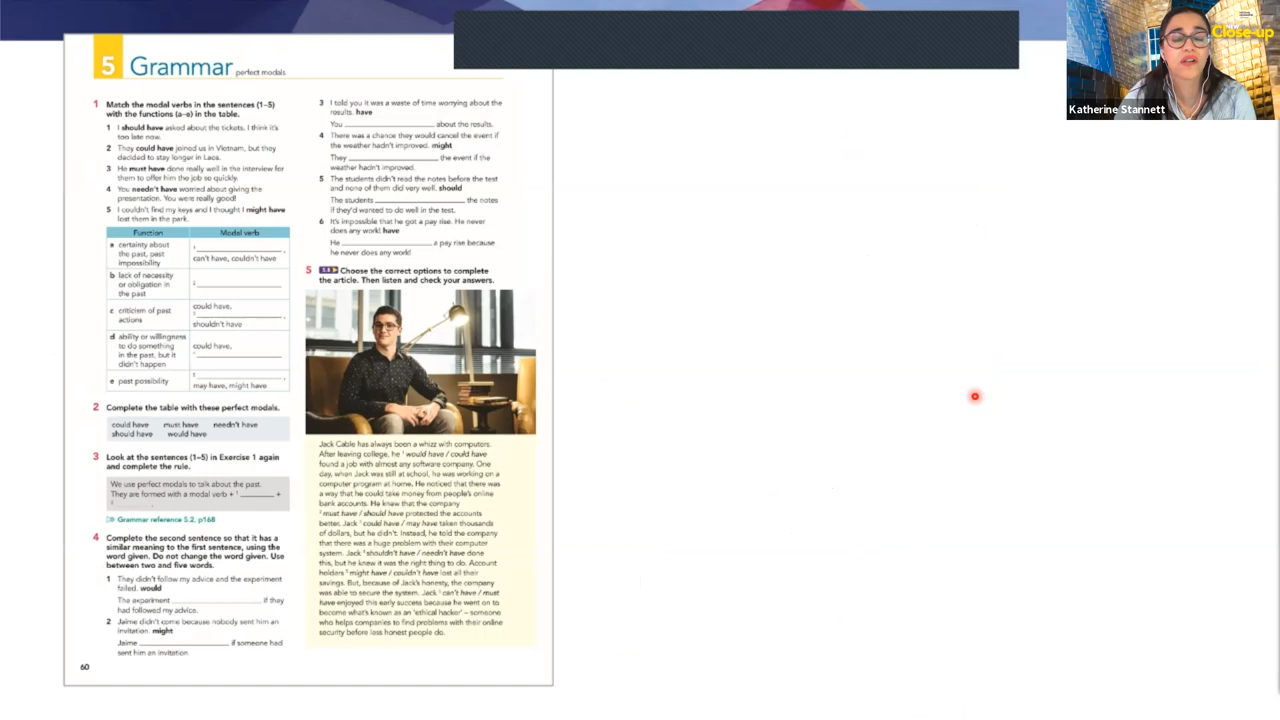 5 Grammar perfect modals
1 Match the modal verbs in the sentences (1–5)
with the functions (a–e) in the table.
1 I should have asked about the tickets. I think it's
too late now.
2 They could have joined us in Vietnam, but they
decided to stay longer in Laos.
3 He must have done really well in the interview for
them to offer him the job so quickly.
4 You needn't have worried about giving the
presentation. You were really good!
5 I couldn't find my keys and I thought I might have
lost them in the park.
Function Modal verb
a certainty about
the past, past
impossibility
1 ,
can't have, couldn't have
b lack of necessity
or obligation in
the past
2
c criticism of past
actions
could have,
3 ,
shouldn't have
d ability or willingness
to do something
in the past, but it
didn't happen
could have,
4
e past possibility
5 ,
may have, might have
2 Complete the table with these perfect modals.
could have must have needn't have
should have would have
3 Look at the sentences (1–5) in Exercise 1 again
and complete the rule.
We use perfect modals to talk about the past.
They are formed with a modal verb + 1 ________ +
2 ________.
Grammar reference 5.2, p168
4 Complete the second sentence so that it has a
similar meaning to the first sentence, using the
word given. Do not change the word given. Use
between two and five words.
1 They didn't follow my advice and the experiment
failed. would
The experiment ________ if they
had followed my advice.
2 Jaime didn't come because nobody sent him an
invitation. might
Jaime ________ if someone had
sent him an invitation.
60
3 I told you it was a waste of time worrying about the
results. have
You ________ about the results.
4 There was a chance they would cancel the event if
the weather hadn't improved. might
They ________ the event if the
weather hadn't improved.
5 The students didn't read the notes before the test
and none of them did very well. should
The students ________ the notes
if they'd wanted to do well in the test.
6 It's impossible that he got a pay rise. He never
does any work! have
He ________ a pay rise because
he never does any work!
5 5.8 Choose the correct options to complete
the article. Then listen and check your answers.
Jack Cable has always been a whizz with computers.
After leaving college, he 1 would have / could have
found a job with almost any software company. One
day, when Jack was still at school, he was working on a
computer program at home. He noticed that there was
a way that he could take money from people's online
bank accounts. He knew that the company
2 must have / should have protected the accounts
better. Jack 3 could have / may have taken thousands
of dollars, but he didn't. Instead, he told the company
that there was a huge problem with their computer
system. Jack 4 shouldn't have / needn't have done
this, but he knew it was the right thing to do. Account
holders 5 might have / couldn't have lost all their
savings. But, because of Jack's honesty, the company
was able to secure the system. Jack 6 can't have / must
have enjoyed this early success because he went on to
become what's known as an 'ethical hacker' – someone
who helps companies to find problems with their online
security before less honest people do.
Close-up
Katherine Stannett